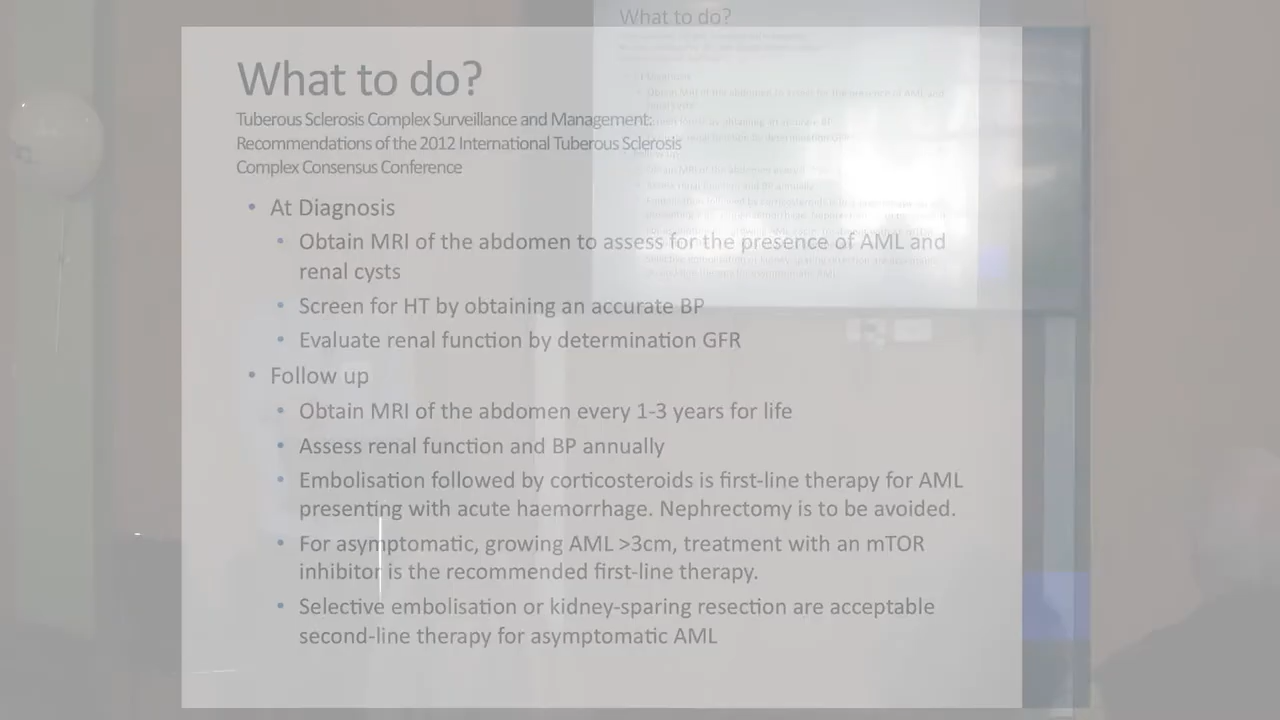 What to do?
Tuberous Sclerosis Complex Surveillance and Management:
Recommendations of the 2012 International Tuberous Sclerosis
Complex Consensus Conference
• At Diagnosis
• Obtain MRI of the abdomen to assess for the presence of AML and
renal cysts
• Screen for HT by obtaining an accurate BP
• Evaluate renal function by determination GFR
• Follow up
• Obtain MRI of the abdomen every 1-3 years for life
• Assess renal function and BP annually
• Embolisation followed by corticosteroids is first-line therapy for AML
presenting with acute haemorrhage. Nephrectomy is to be avoided.
• For asymptomatic, growing AML >3cm, treatment with an mTOR
inhibitor is the recommended first-line therapy.
• Selective embolisation or kidney-sparing resection are acceptable
second-line therapy for asymptomatic AML
What to do?